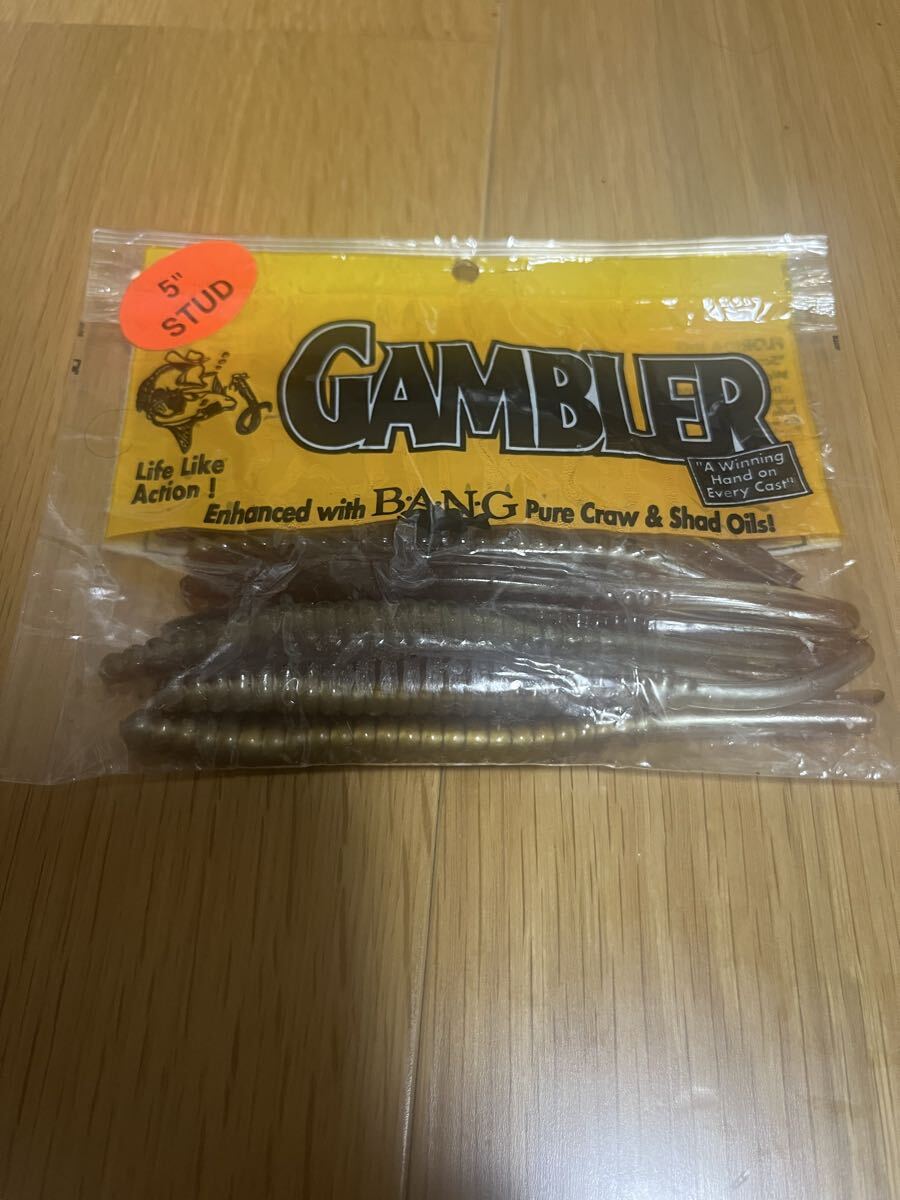 5"
STUD
GAMBLER
"A Winning
Hand on
Every Cast"
Life Like
Action !
Enhanced with B·A·N·G Pure Craw & Shad Oils!